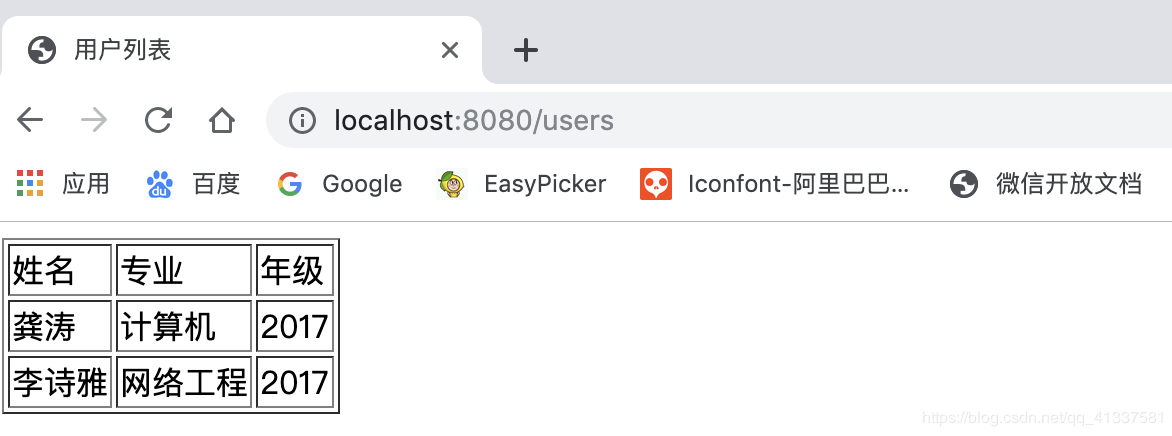 用户列表
localhost:8080/users
应用 百度 Google EasyPicker Iconfont-阿里巴巴... 微信开放文档
姓名 专业 年级
龚涛 计算机 2017
李诗雅 网络工程 2017
https://blog.csdn.net/qq_41337581